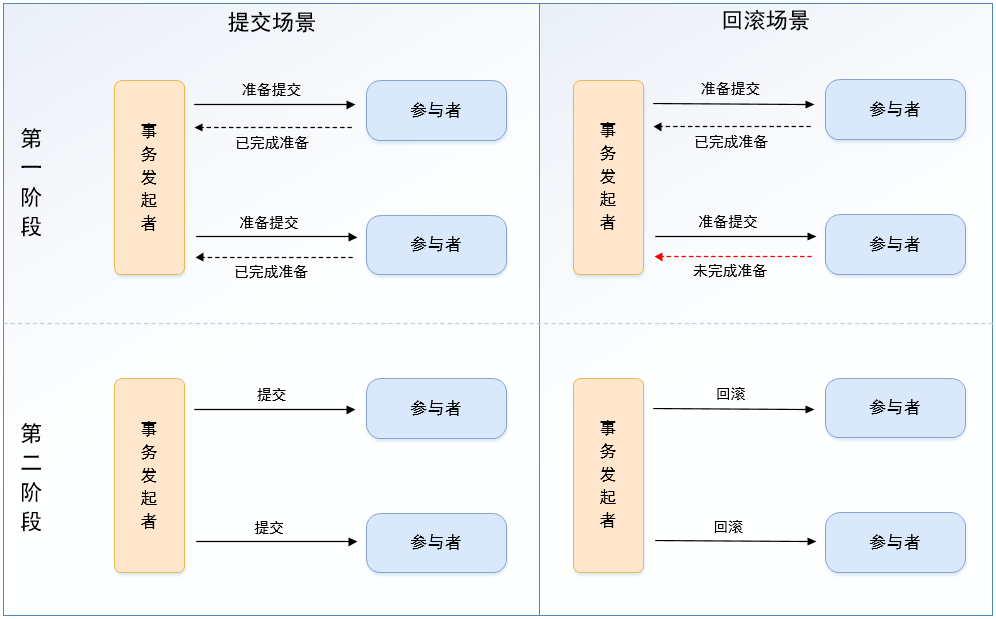 提交场景
回滚场景
第一阶段
事务发起者
准备提交
已完成准备
参与者
准备提交
已完成准备
参与者
事务发起者
准备提交
已完成准备
参与者
准备提交
未完成准备
参与者
第二阶段
事务发起者
提交
参与者
提交
参与者
事务发起者
回滚
参与者
回滚
参与者